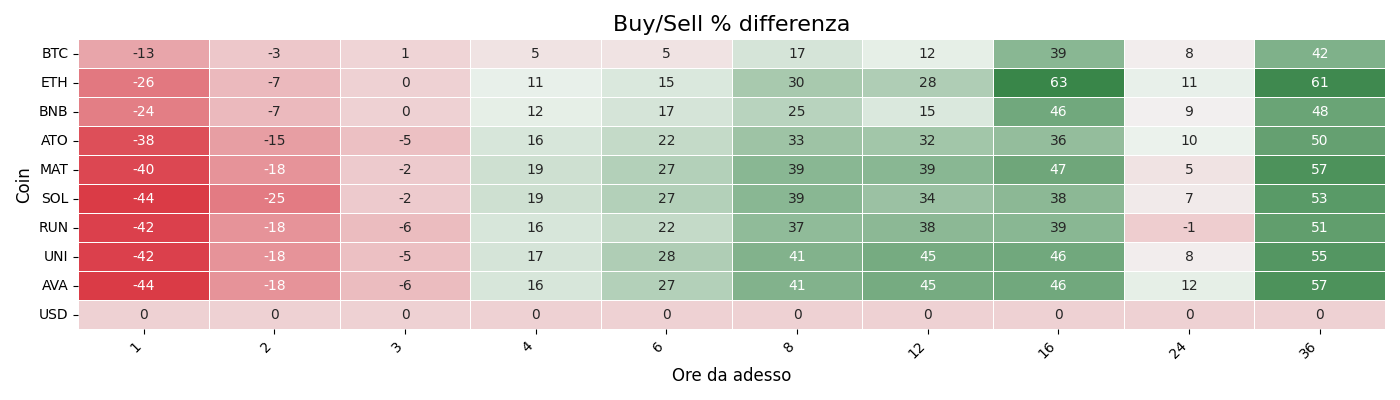 Buy/Sell % differenza
Coin
BTC -13 -3 1 5 5 17 12 39 8 42
ETH -26 -7 0 11 15 30 28 63 11 61
BNB -24 -7 0 12 17 25 15 46 9 48
ATO -38 -15 -5 16 22 33 32 36 10 50
MAT -40 -18 -2 19 27 39 39 47 5 57
SOL -44 -25 -2 19 27 39 34 38 7 53
RUN -42 -18 -6 16 22 37 38 39 -1 51
UNI -42 -18 -5 17 28 41 45 46 8 55
AVA -44 -18 -6 16 27 41 45 46 12 57
USD 0 0 0 0 0 0 0 0 0 0
1 2 3 4 6 8 12 16 24 36
Ore da adesso